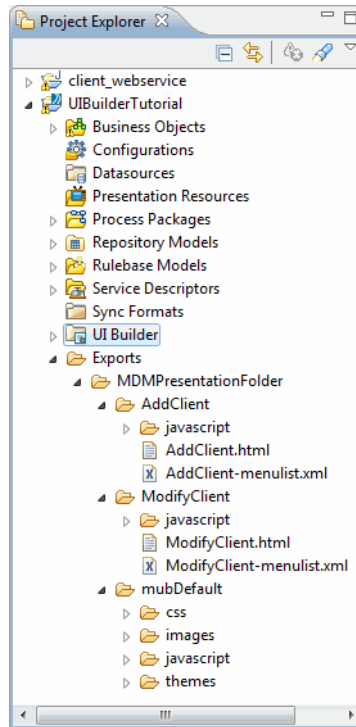 Project Explorer
client_webservice
UIBuilderTutorial
Business Objects
Configurations
Datasources
Presentation Resources
Process Packages
Repository Models
Rulebase Models
Service Descriptors
Sync Formats
UI Builder
Exports
MDMPresentationFolder
AddClient
javascript
AddClient.html
AddClient-menulist.xml
ModifyClient
javascript
ModifyClient.html
ModifyClient-menulist.xml
mubDefault
css
images
javascript
themes